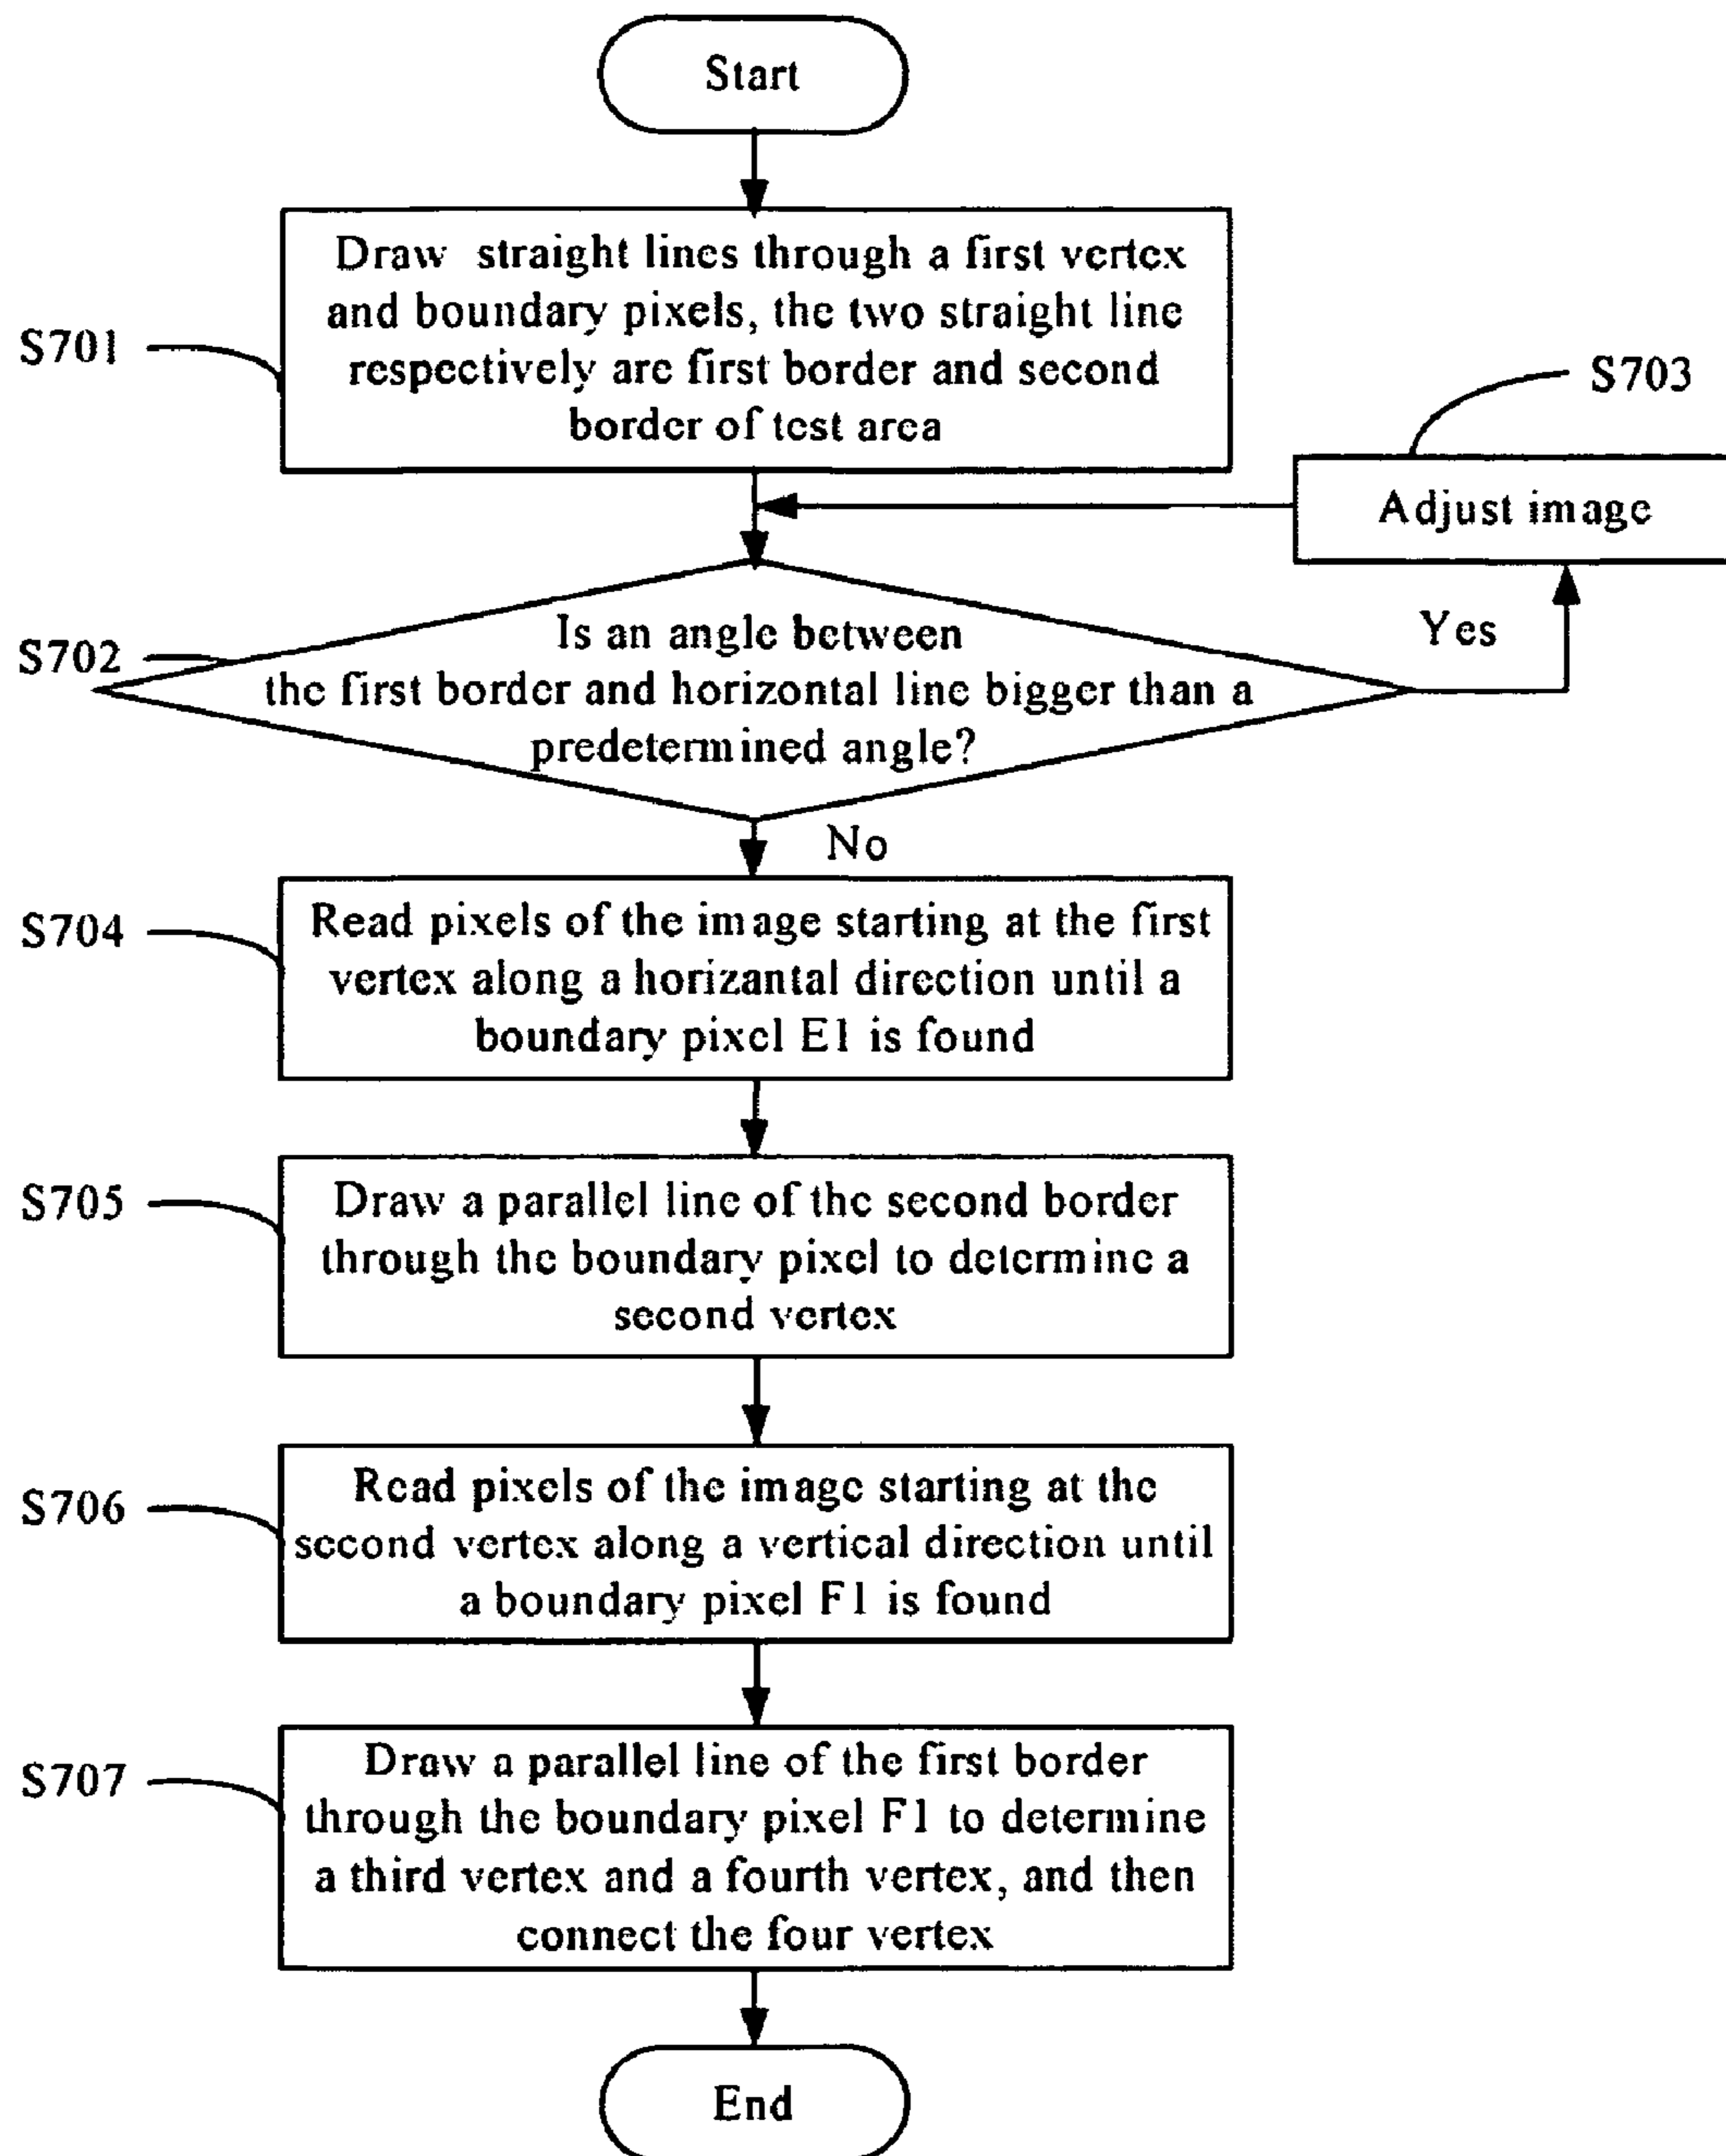 Start
S701
Draw straight lines through a first vertex
and boundary pixels, the two straight line
respectively are first border and second
border of test area
S703
Adjust image
S702
Is an angle between
the first border and horizontal line bigger than a
predetermined angle?
Yes
No
S704
Read pixels of the image starting at the first
vertex along a horizantal direction until a
boundary pixel E1 is found
S705
Draw a parallel line of the second border
through the boundary pixel to determine a
second vertex
S706
Read pixels of the image starting at the
second vertex along a vertical direction until
a boundary pixel F1 is found
S707
Draw a parallel line of the first border
through the boundary pixel F1 to determine
a third vertex and a fourth vertex, and then
connect the four vertex
End